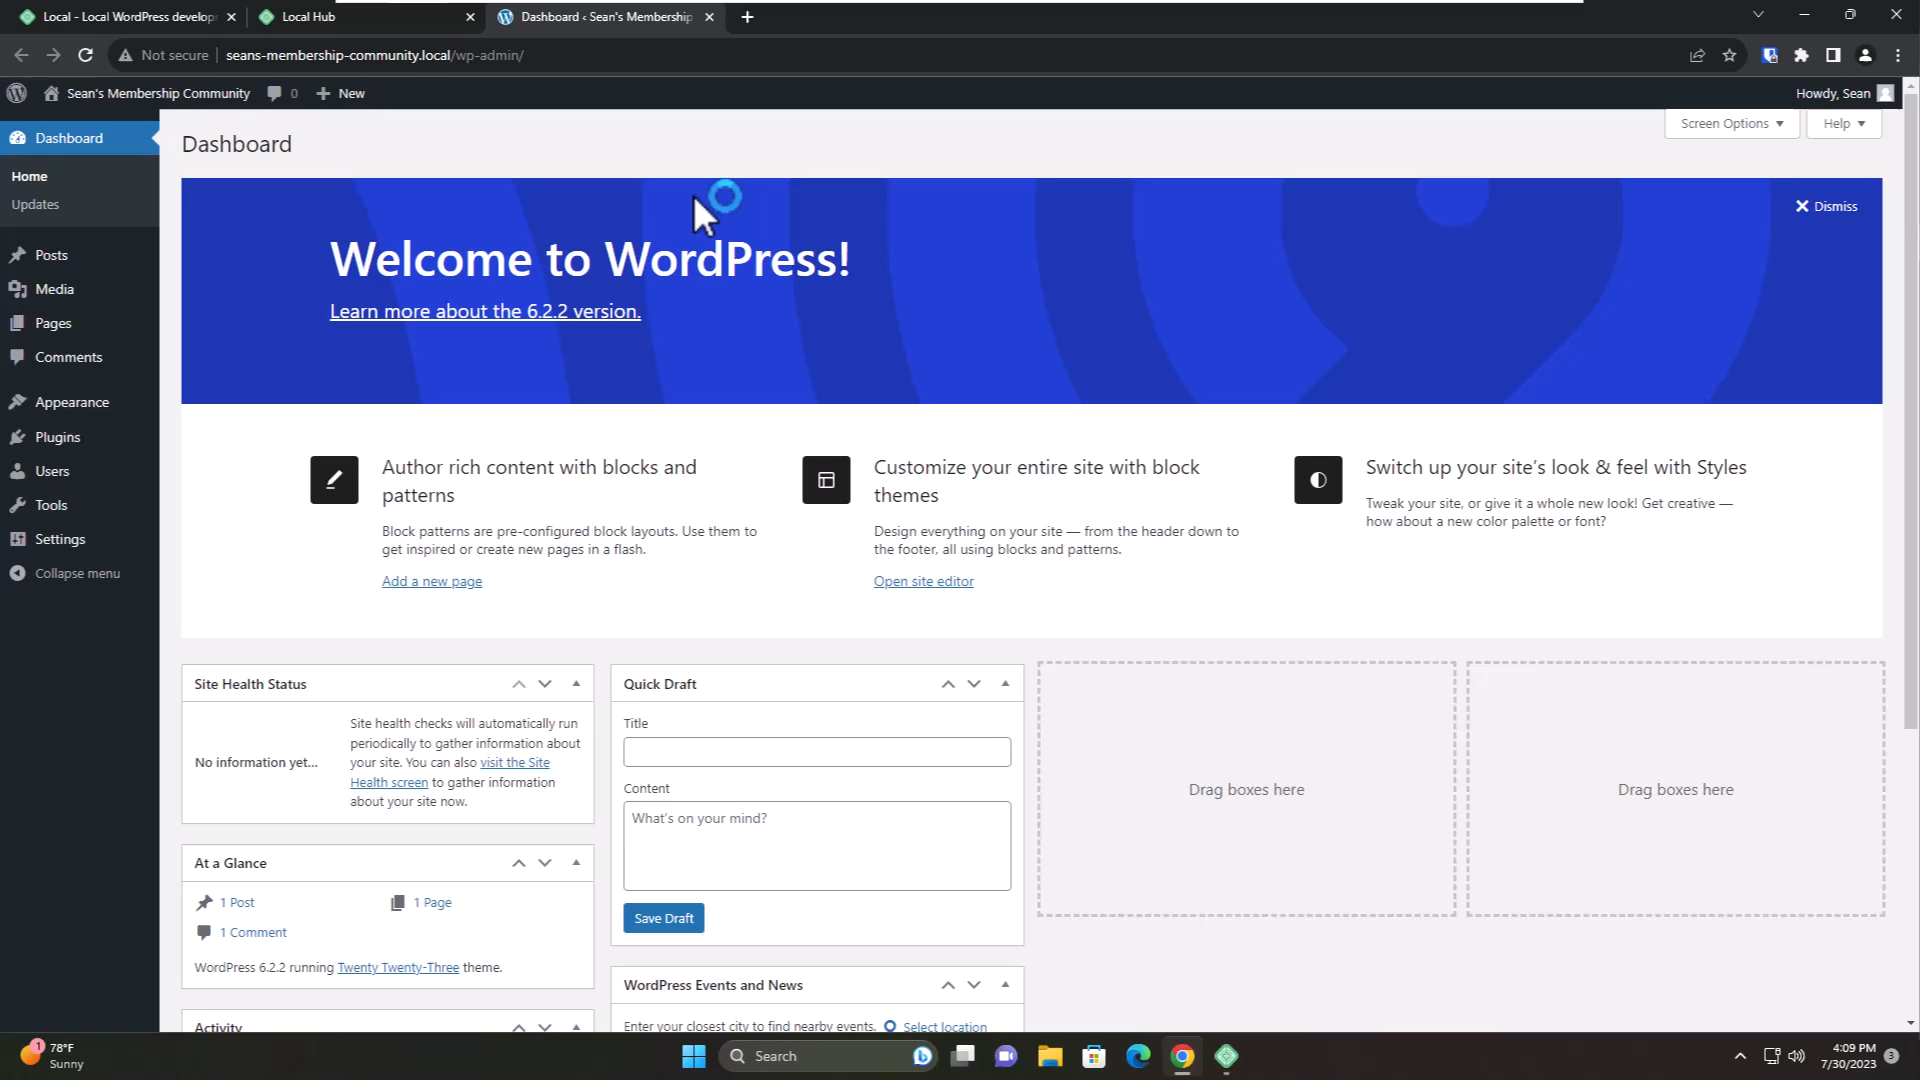 Local - Local WordPress develop
Local Hub
Dashboard ‹ Sean's Membership
Not secure
seans-membership-community.local/wp-admin/
Sean's Membership Community
0
New
Howdy, Sean
Dashboard
Home
Updates
Posts
Media
Pages
Comments
Appearance
Plugins
Users
Tools
Settings
Collapse menu
Dashboard
Screen Options
Help
Dismiss
Welcome to WordPress!
Learn more about the 6.2.2 version.
Author rich content with blocks and
patterns
Block patterns are pre-configured block layouts. Use them to
get inspired or create new pages in a flash.
Add a new page
Customize your entire site with block
themes
Design everything on your site — from the header down to
the footer, all using blocks and patterns.
Open site editor
Switch up your site's look & feel with Styles
Tweak your site, or give it a whole new look! Get creative —
how about a new color palette or font?
Site Health Status
No information yet...
Site health checks will automatically run
periodically to gather information about
your site. You can also visit the Site
Health screen to gather information
about your site now.
At a Glance
1 Post
1 Page
1 Comment
WordPress 6.2.2 running Twenty Twenty-Three theme.
Activity
Quick Draft
Title
Content
What's on your mind?
Save Draft
WordPress Events and News
Enter your closest city to find nearby events.
Select location
Drag boxes here
Drag boxes here
1
78°F
Sunny
Search
4:09 PM
7/30/2023
3